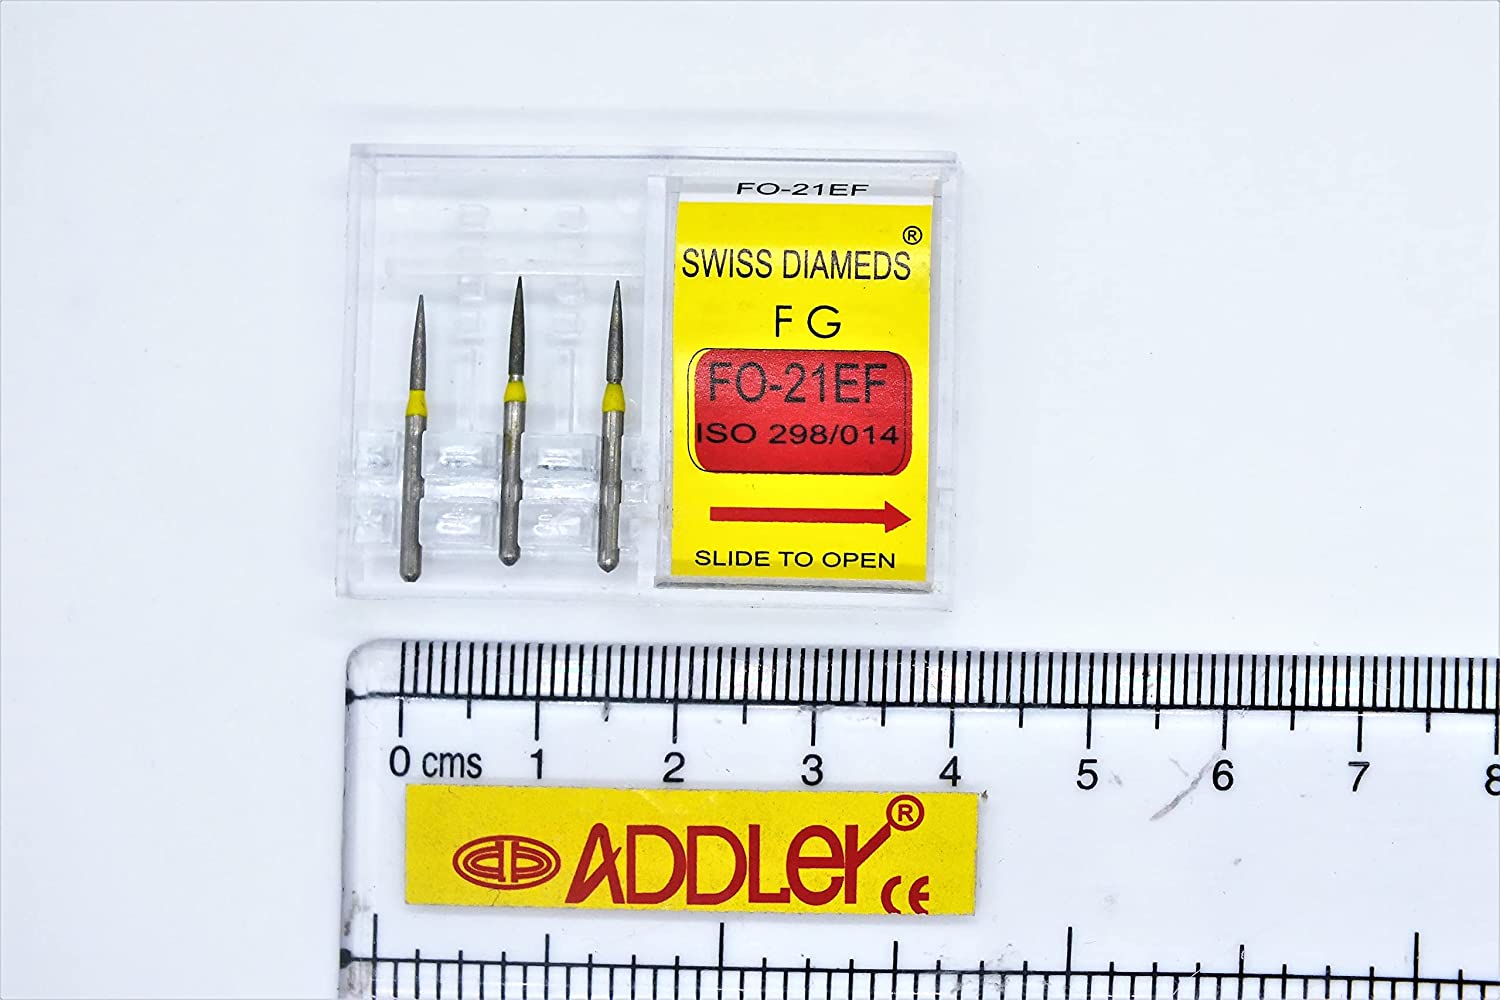 FO-21EF
SWISS DIAMEDS ®
F G
FO-21EF
ISO 298/014
SLIDE TO OPEN
0 cms 1 2 3 4 5 6 7 8
ADDLer ®
CE